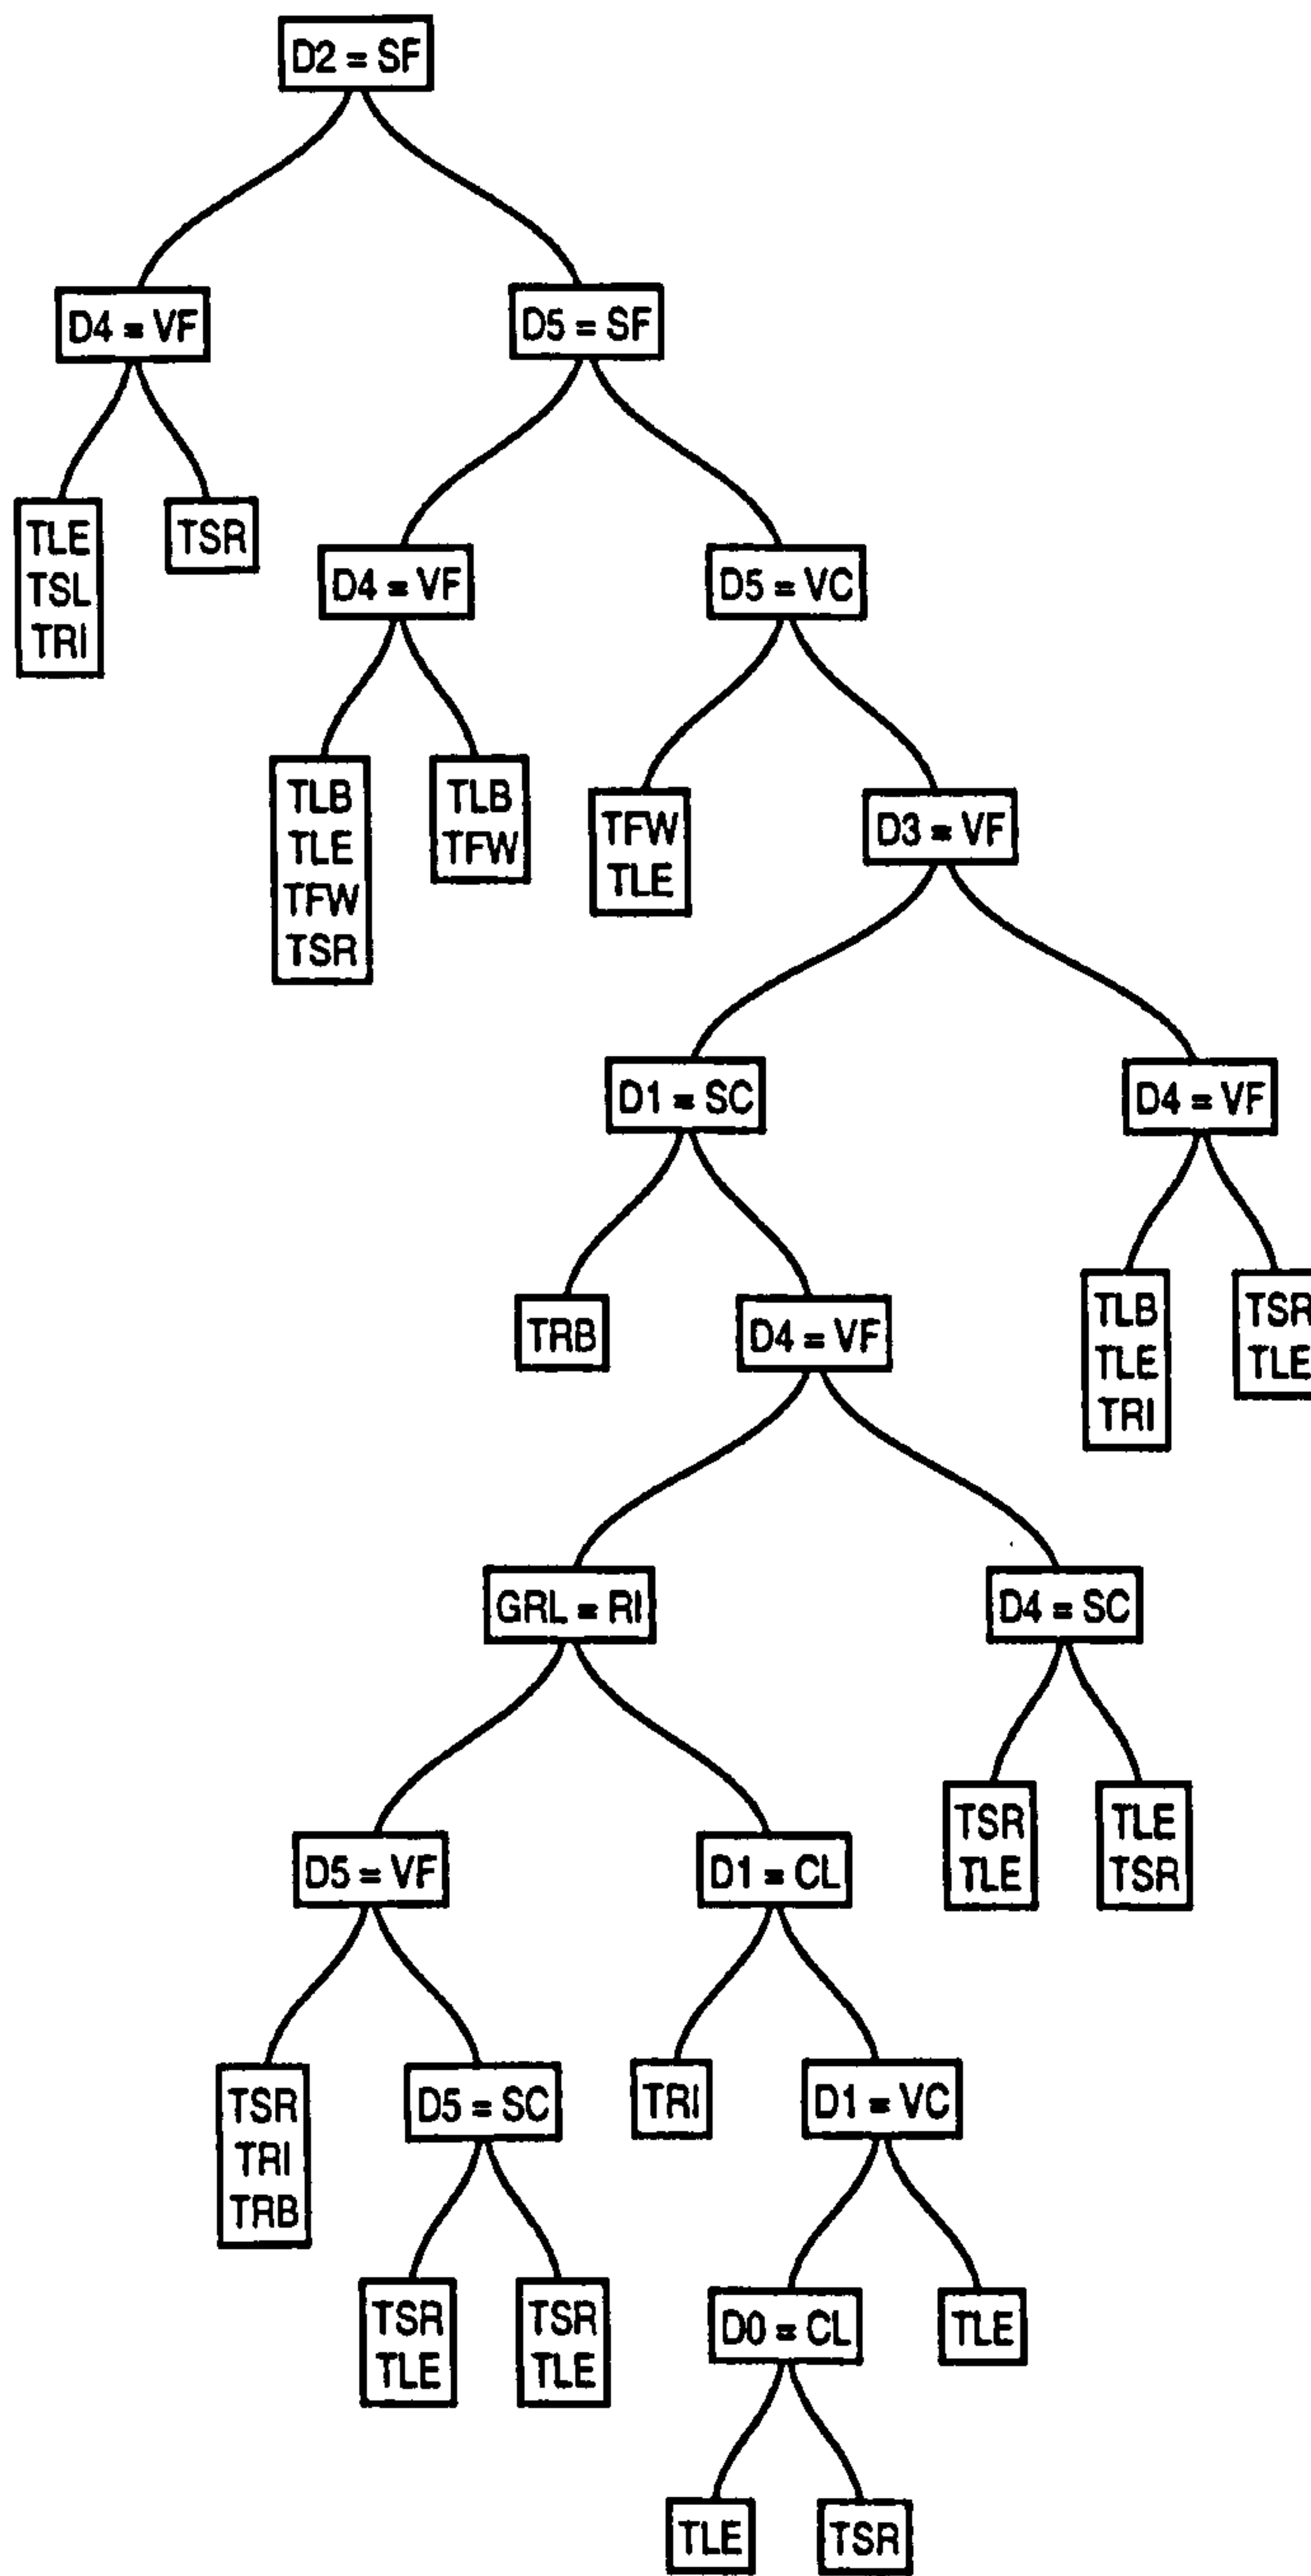 D2 = SF
D4 = VF
D5 = SF
TLE
TSL
TRI
TSR
D4 = VF
D5 = VC
TLB
TLE
TFW
TSR
TLB
TFW
TFW
TLE
D3 = VF
D1 = SC
D4 = VF
TRB
D4 = VF
TLB
TLE
TRI
TSR
TLE
GRL = RI
D4 = SC
TSR
TLE
TLE
TSR
D5 = VF
D1 = CL
TSR
TRI
TRB
D5 = SC
TRI
D1 = VC
TSR
TLE
TSR
TLE
D0 = CL
TLE
TLE
TSR